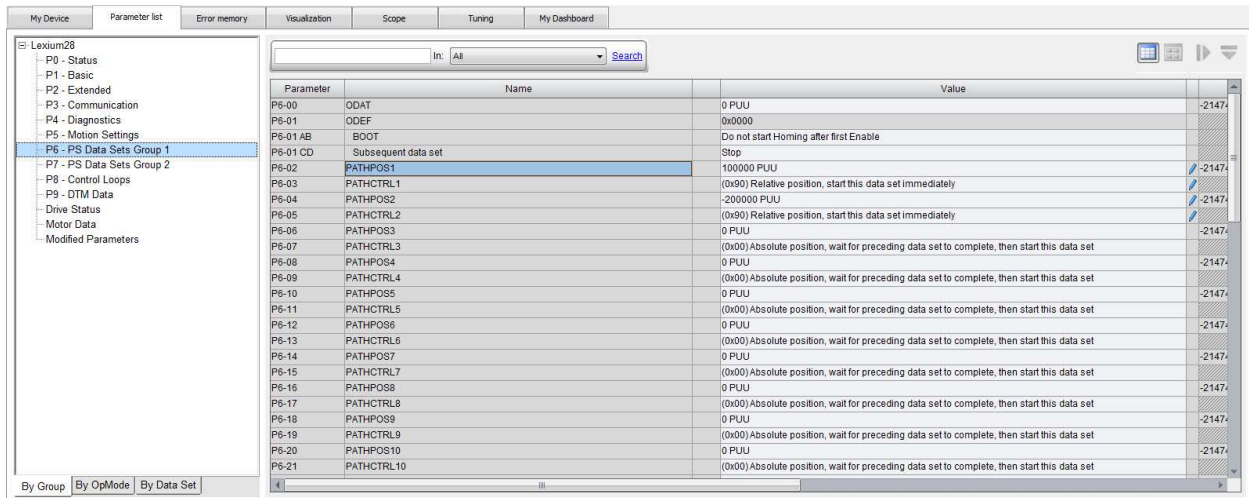 My Device Parameter list Error memory Visualization Scope Tuning My Dashboard
Lexium28
P0 - Status
P1 - Basic
P2 - Extended
P3 - Communication
P4 - Diagnostics
P5 - Motion Settings
P6 - PS Data Sets Group 1
P7 - PS Data Sets Group 2
P8 - Control Loops
P9 - DTM Data
Drive Status
Motor Data
Modified Parameters
By Group By OpMode By Data Set
In: All Search
Parameter Name Value
P6-00 ODAT 0 PUU -2147
P6-01 ODEF 0x0000
P6-01 AB BOOT Do not start Homing after first Enable
P6-01 CD Subsequent data set Stop
P6-02 PATHPOS1 100000 PUU -2147
P6-03 PATHCTRL1 (0x90) Relative position, start this data set immediately
P6-04 PATHPOS2 -200000 PUU -2147
P6-05 PATHCTRL2 (0x90) Relative position, start this data set immediately
P6-06 PATHPOS3 0 PUU -2147
P6-07 PATHCTRL3 (0x00) Absolute position, wait for preceding data set to complete, then start this data set
P6-08 PATHPOS4 0 PUU -2147
P6-09 PATHCTRL4 (0x00) Absolute position, wait for preceding data set to complete, then start this data set
P6-10 PATHPOS5 0 PUU -2147
P6-11 PATHCTRL5 (0x00) Absolute position, wait for preceding data set to complete, then start this data set
P6-12 PATHPOS6 0 PUU -2147
P6-13 PATHCTRL6 (0x00) Absolute position, wait for preceding data set to complete, then start this data set
P6-14 PATHPOS7 0 PUU -2147
P6-15 PATHCTRL7 (0x00) Absolute position, wait for preceding data set to complete, then start this data set
P6-16 PATHPOS8 0 PUU -2147
P6-17 PATHCTRL8 (0x00) Absolute position, wait for preceding data set to complete, then start this data set
P6-18 PATHPOS9 0 PUU -2147
P6-19 PATHCTRL9 (0x00) Absolute position, wait for preceding data set to complete, then start this data set
P6-20 PATHPOS10 0 PUU -2147
P6-21 PATHCTRL10 (0x00) Absolute position, wait for preceding data set to complete, then start this data set